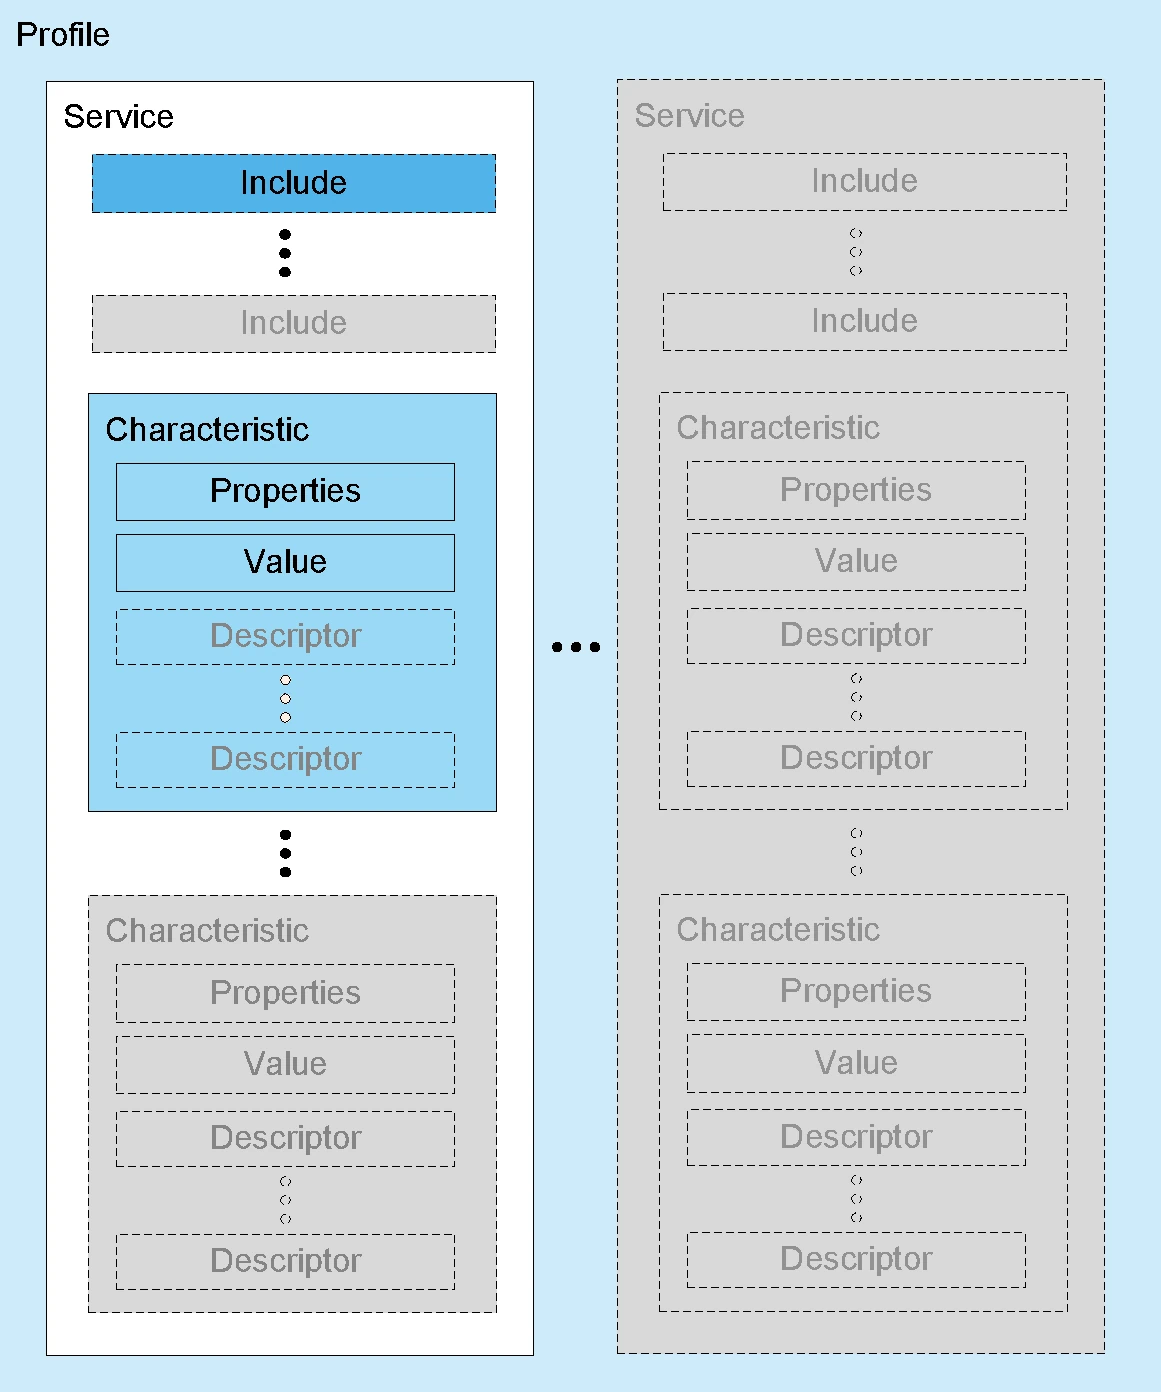 Profile
Service
Include
Include
Characteristic
Properties
Value
Descriptor
Descriptor
Characteristic
Properties
Value
Descriptor
Descriptor
Service
Include
Include
Characteristic
Properties
Value
Descriptor
Descriptor
Characteristic
Properties
Value
Descriptor
Descriptor